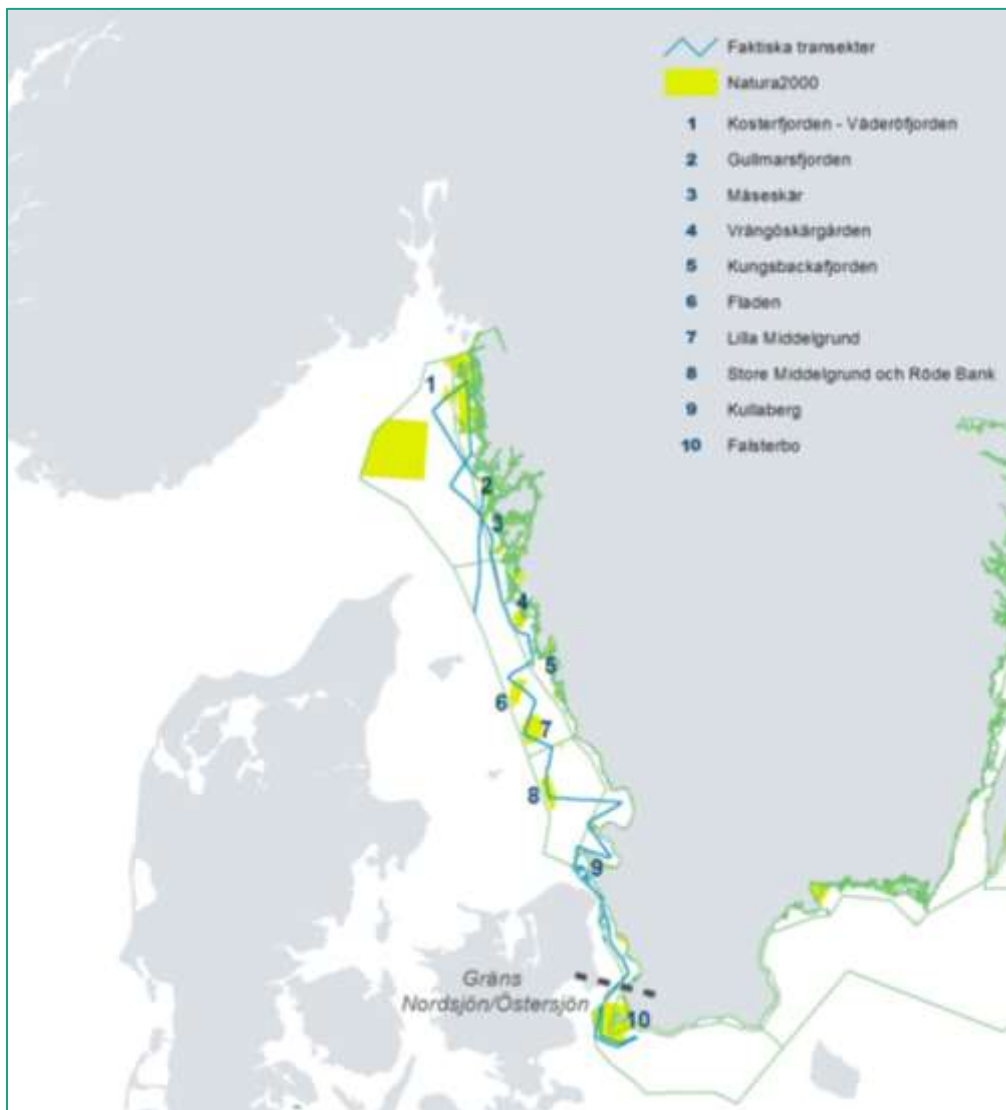 Faktiska transekter
Natura2000
1 Kosterfjorden - Väderöfjorden
2 Gullmarsfjorden
3 Måseskär
4 Vrångöskärgården
5 Kungsbackafjorden
6 Fladen
7 Lilla Middelgrund
8 Store Middelgrund och Röde Bank
9 Kullaberg
10 Falsterbo
1
2
3
4
5
6
7
8
9
Gräns
Nordsjön/Östersjön
10